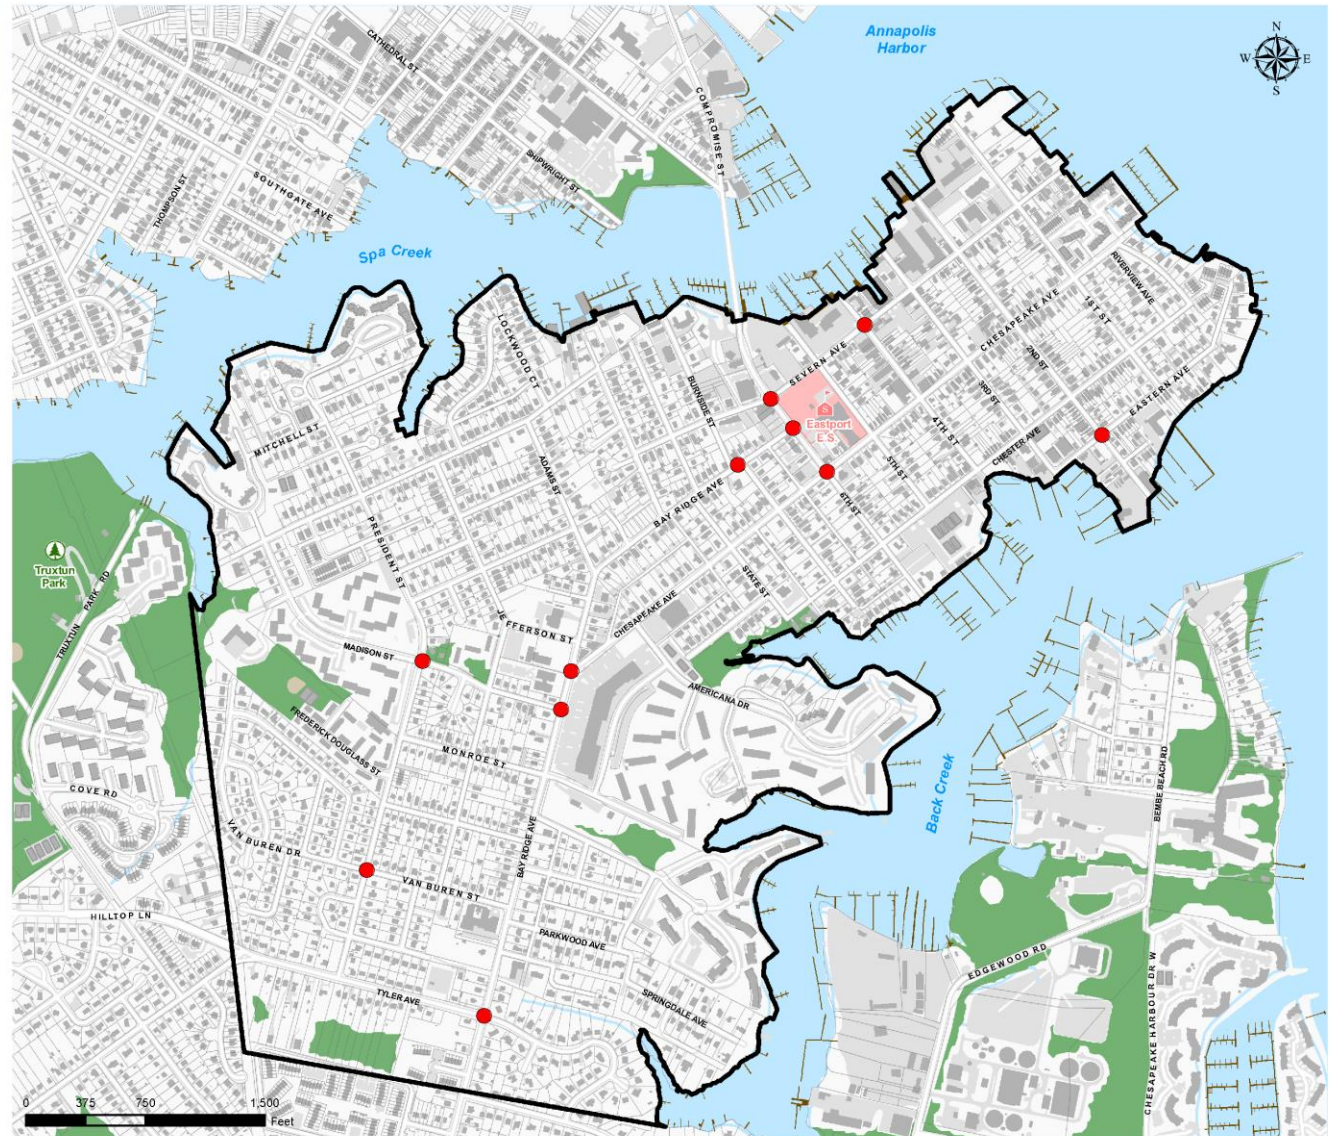 Annapolis
Harbor
N
W
E
S
CATHEDRAL ST
COMPROMISE ST
SHIPWRIGHT ST
THOMPSON ST
SOUTHGATE AVE
Spa Creek
RIVERVIEW AVE
1ST ST
CHESAPEAKE AVE
2ND ST
EASTERN AVE
3RD ST
4TH ST
CHESTER AVE
SEVERN AVE
LOCKWOOD CT
BURNSIDE ST
Eastport
E.S.
5TH ST
6TH ST
MITCHELL ST
ADAMS ST
BAY RIDGE AVE
PRESIDENT ST
STATE ST
Truxtun
Park
TRUXTUN PARK RD
JEFFERSON ST
CHESAPEAKE AVE
MADISON ST
AMERICANA DR
FREDERICK DOUGLASS ST
MONROE ST
Back Creek
BEMBE BEACH RD
COVE RD
VAN BUREN DR
BAY RIDGE AVE
VAN BUREN ST
HILLTOP LN
PARKWOOD AVE
EDGEWOOD RD
TYLER AVE
SPRINGDALE AVE
CHESAPEAKE HARBOUR DR W
0 375 750 1,500
Feet